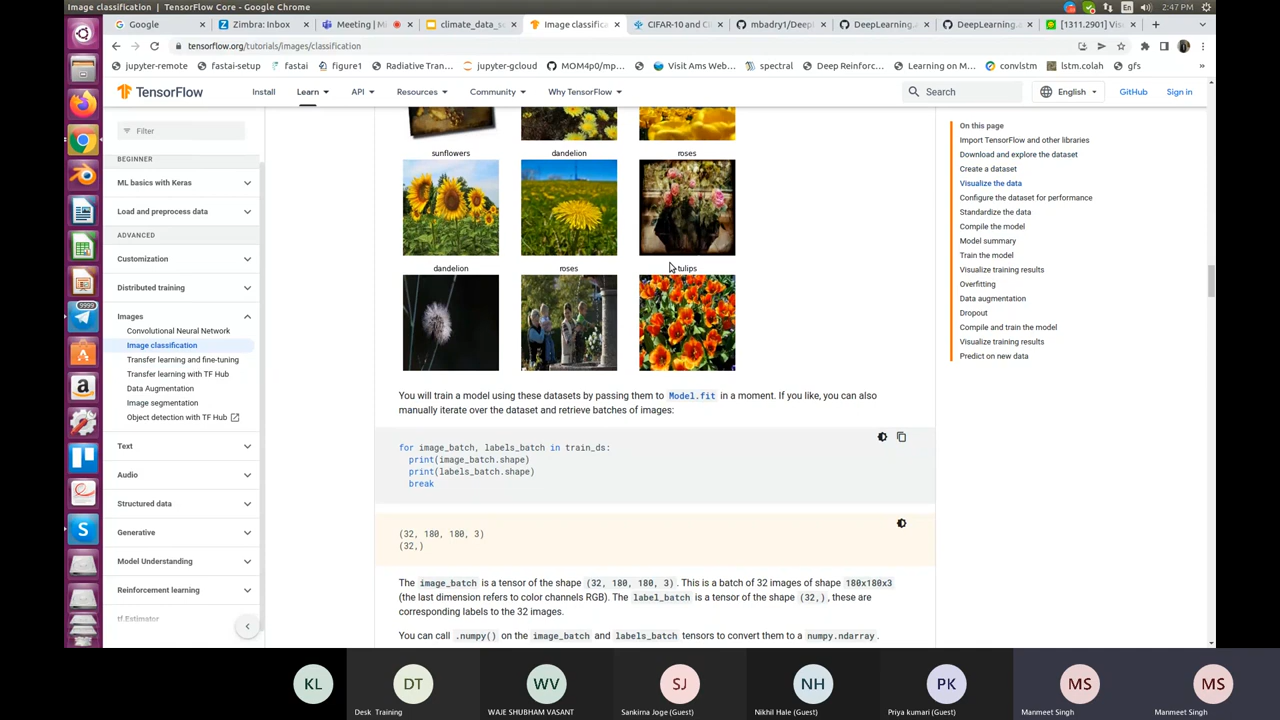 Image classification | TensorFlow Core - Google Chrome
En
2:47 PM
Google
Zimbra: Inbox
Meeting | Mi
climate_data_s
Image classific
CIFAR-10 and C
mbadry1/DeepL
DeepLearning.
DeepLearning.
[1311.2901] Vis
tensorflow.org/tutorials/images/classification
jupyter-remote
fastai-setup
fastai
figure1
Radiative Tran...
jupyter-gcloud
MOM4p0/mp...
Visit Ams Web...
spectral
Deep Reinforc...
Learning on M...
convlstm
lstm.colah
gfs
»
TensorFlow
Install
Learn
API
Resources
Community
Why TensorFlow
Search
English
GitHub
Sign in
Filter
BEGINNER
ML basics with Keras
Load and preprocess data
ADVANCED
Customization
Distributed training
Images
Convolutional Neural Network
Image classification
Transfer learning and fine-tuning
Transfer learning with TF Hub
Data Augmentation
Image segmentation
Object detection with TF Hub
Text
Audio
Structured data
Generative
Model Understanding
Reinforcement learning
tf.Estimator
sunflowers
dandelion
roses
dandelion
roses
tulips
You will train a model using these datasets by passing them to Model.fit in a moment. If you like, you can also
manually iterate over the dataset and retrieve batches of images:
for image_batch, labels_batch in train_ds:
print(image_batch.shape)
print(labels_batch.shape)
break
(32, 180, 180, 3)
(32,)
The image_batch is a tensor of the shape (32, 180, 180, 3). This is a batch of 32 images of shape 180x180x3
(the last dimension refers to color channels RGB). The label_batch is a tensor of the shape (32,), these are
corresponding labels to the 32 images.
You can call .numpy() on the image_batch and labels_batch tensors to convert them to a numpy.ndarray.
On this page
Import TensorFlow and other libraries
Download and explore the dataset
Create a dataset
Visualize the data
Configure the dataset for performance
Standardize the data
Compile the model
Model summary
Train the model
Visualize training results
Overfitting
Data augmentation
Dropout
Compile and train the model
Visualize training results
Predict on new data
KL
DT
WV
SJ
NH
PK
MS
MS
Desk Training
WAJE SHUBHAM VASANT
Sankirna Joge (Guest)
Nikhil Hale (Guest)
Priya kumari (Guest)
Manmeet Singh
Manmeet Singh